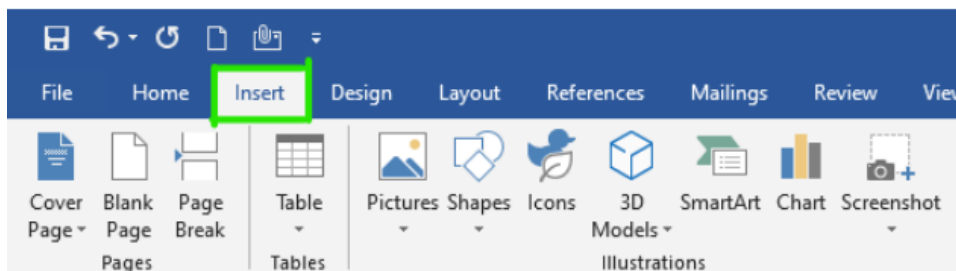 File Home Insert Design Layout References Mailings Review View
Cover Blank Page Table Pictures Shapes Icons 3D SmartArt Chart Screenshot
Page Page Break Models
Pages Tables Illustrations